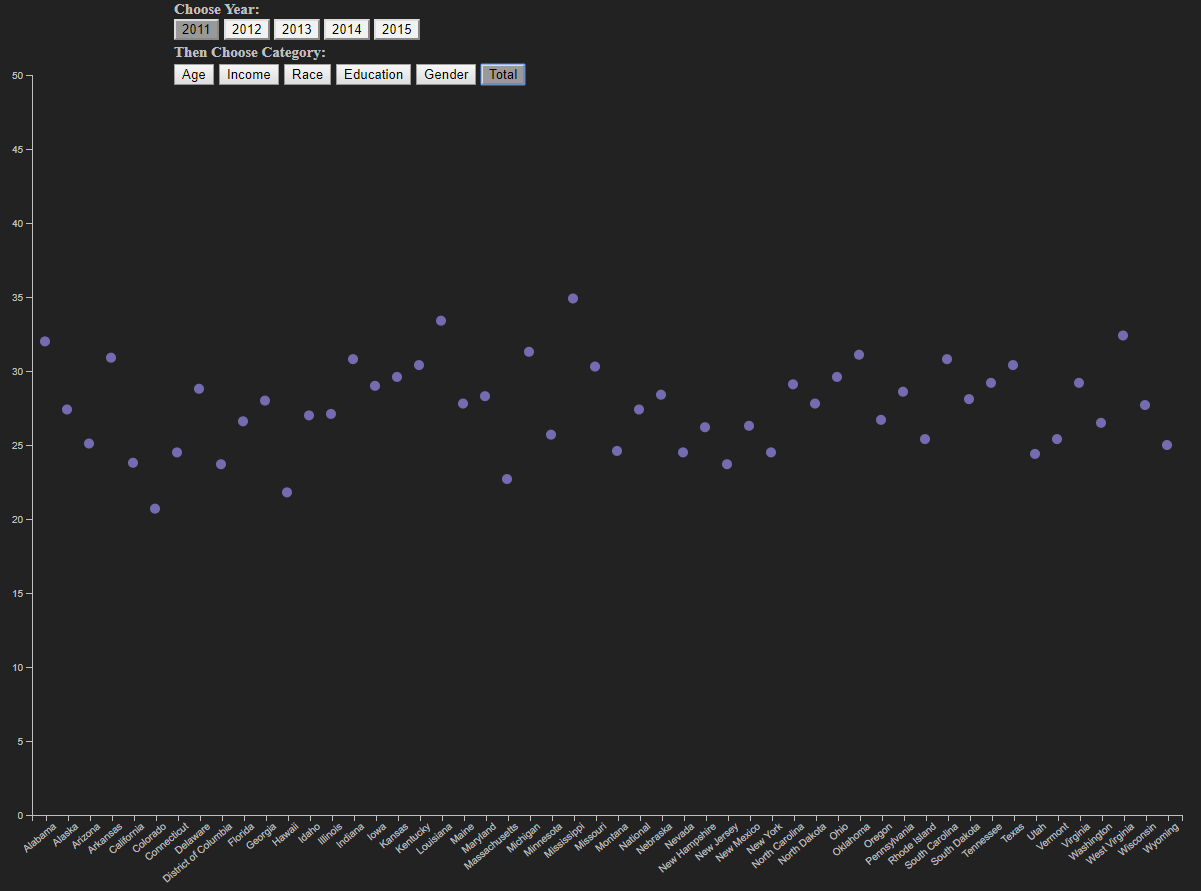 Choose Year:
2011 2012 2013 2014 2015
Then Choose Category:
Age Income Race Education Gender Total
50
45
40
35
30
25
20
15
10
5
0
Alabama
Alaska
Arizona
Arkansas
California
Colorado
Connecticut
Delaware
District of Columbia
Florida
Georgia
Hawaii
Idaho
Illinois
Indiana
Iowa
Kansas
Kentucky
Louisiana
Maine
Maryland
Massachusetts
Michigan
Minnesota
Mississippi
Missouri
Montana
National
Nebraska
Nevada
New Hampshire
New Jersey
New Mexico
New York
North Carolina
North Dakota
Ohio
Oklahoma
Oregon
Pennsylvania
Rhode Island
South Carolina
South Dakota
Tennessee
Texas
Utah
Vermont
Virginia
Washington
West Virginia
Wisconsin
Wyoming